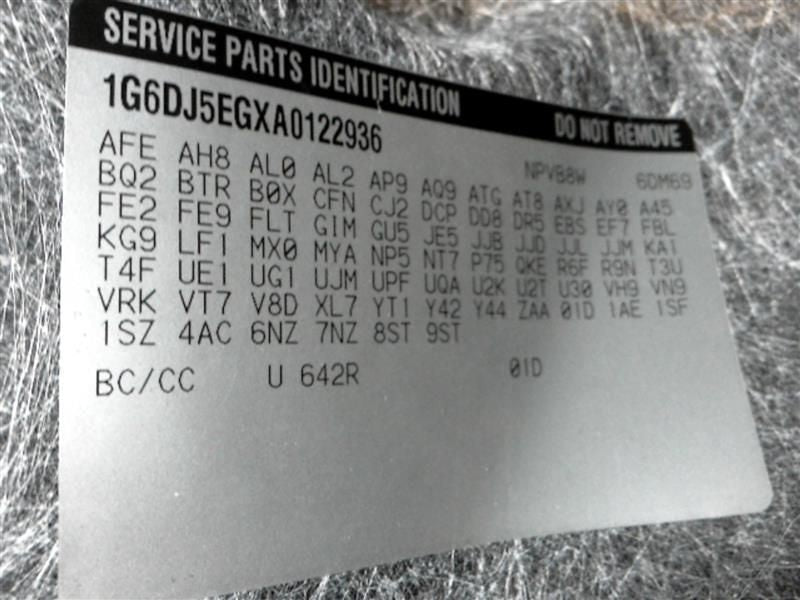 SERVICE PARTS IDENTIFICATION DO NOT REMOVE
1G6DJ5EGXA0122936 NPVB8W 6DM69
AFE AH8 AL0 AL2 AP9 AQ9 ATG AT8 AXJ AY0 A45
BQ2 BTR B0X CFN CJ2 DCP DD8 DR5 E8S EF7 FBL
FE2 FE9 FLT GIM GU5 JE5 JJB JJD JJL JJM KA1
KG9 LF1 MX0 MYA NP5 NT7 P75 QKE R6F R9N T3U
T4F UE1 UG1 UJM UPF UQA U2K U2T U30 VH9 VN9
VRK VT7 V8D XL7 YT1 Y42 Y44 ZAA 01D 1AE 1SF
1SZ 4AC 6NZ 7NZ 8ST 9ST
BC/CC U 642R 01D